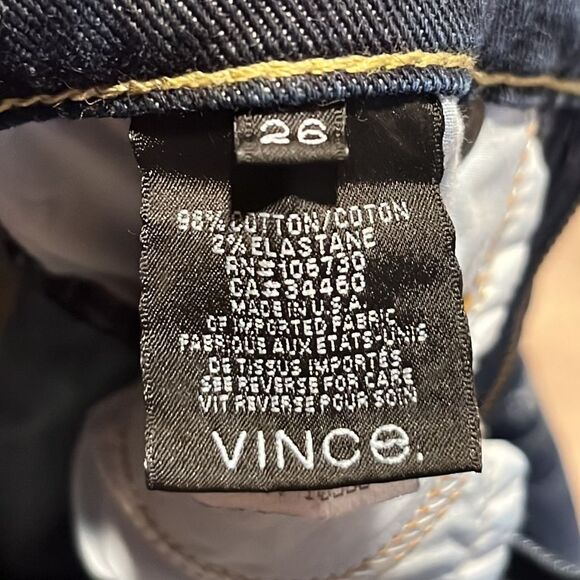 26
98% COTTON/COTON
2% ELASTANE
RN# 106730
CA# 34460
MADE IN U.S.A.
OF IMPORTED FABRIC
FABRIQUE AUX ETATS-UNIS
DE TISSUS IMPORTÉS
SEE REVERSE FOR CARE
VIT REVERSE POUR SOIN
VINCE.